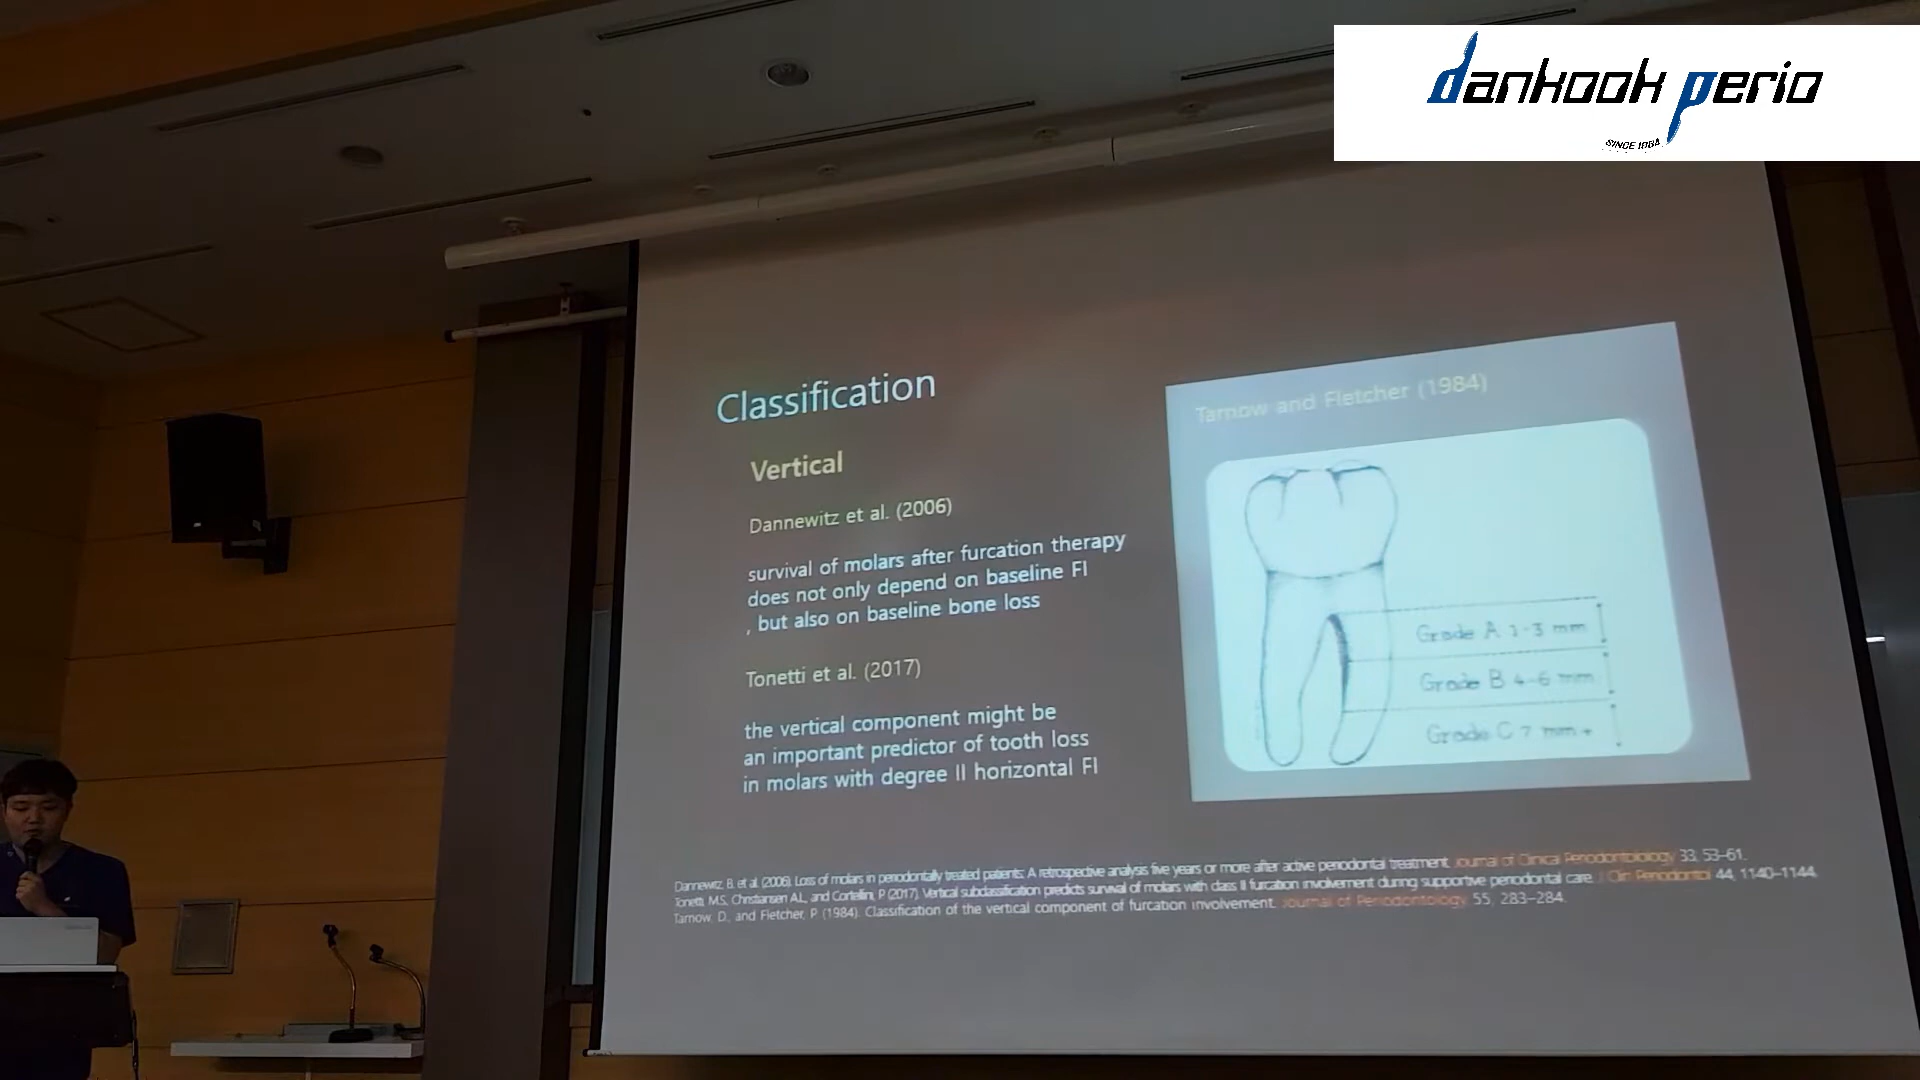 dankook perio
SINCE 1984
Classification
Vertical
Dannewitz et al. (2006)
survival of molars after furcation therapy
does not only depend on baseline FI
, but also on baseline bone loss
Tonetti et al. (2017)
the vertical component might be
an important predictor of tooth loss
in molars with degree II horizontal FI
Tarnow and Fletcher (1984)
Grade A 1-3 mm
Grade B 4-6 mm
Grade C 7 mm+
Dannewitz, B. et al. (2006). Loss of molars in periodontally treated patients: A retrospective analysis five years or more after active periodontal treatment. Journal of Clinical Periodontology 33, 53–61.
Tonetti, M.S., Christiansen A.L., and Cortellini, P. (2017). Vertical subclassification predicts survival of molars with class II furcation involvement during supportive periodontal care. J Clin Periodontol 44, 1140–1144.
Tarnow, D., and Fletcher, P. (1984). Classification of the vertical component of furcation involvement. Journal of Periodontology 55, 283–284.